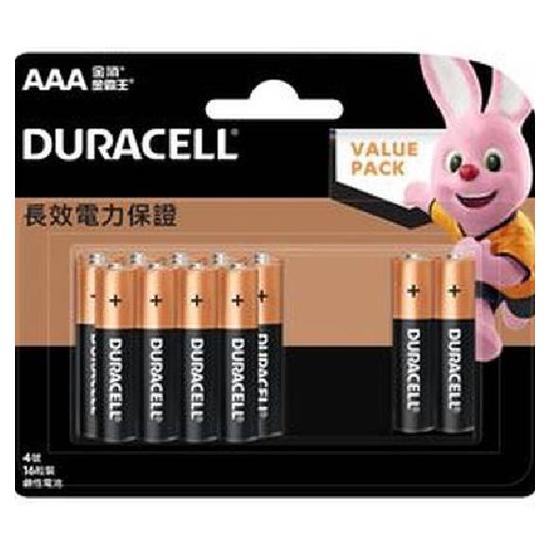 AAA 金頂®
鹼霸王®
DURACELL®
VALUE
PACK
長效電力保證
+ + + + + +
DURACELL DURACELL DURACELL DURACELL
+ +
DURACELL DURACELL
4號
16粒裝
鹼性電池